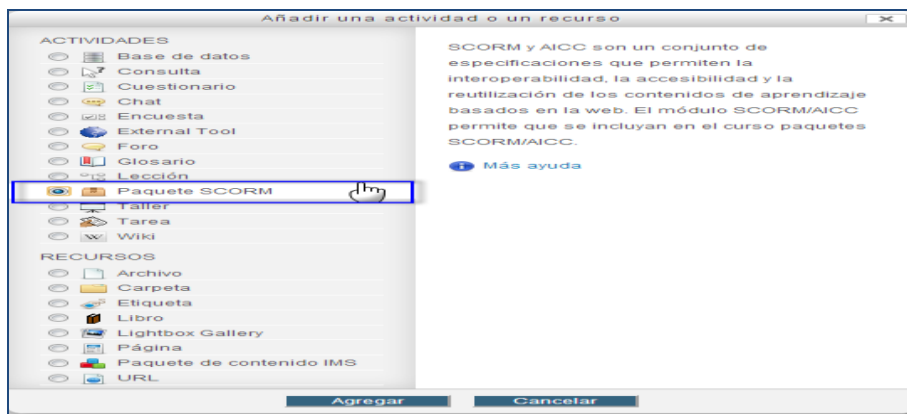 Añadir una actividad o un recurso
ACTIVIDADES
Base de datos
Consulta
Cuestionario
Chat
Encuesta
External Tool
Foro
Glosario
Lección
Paquete SCORM
Taller
Tarea
Wiki
RECURSOS
Archivo
Carpeta
Etiqueta
Libro
Lightbox Gallery
Página
Paquete de contenido IMS
URL
SCORM y AICC son un conjunto de
especificaciones que permiten la
interoperabilidad, la accesibilidad y la
reutilización de los contenidos de aprendizaje
basados en la web. El módulo SCORM/AICC
permite que se incluyan en el curso paquetes
SCORM/AICC.
Más ayuda
Agregar
Cancelar